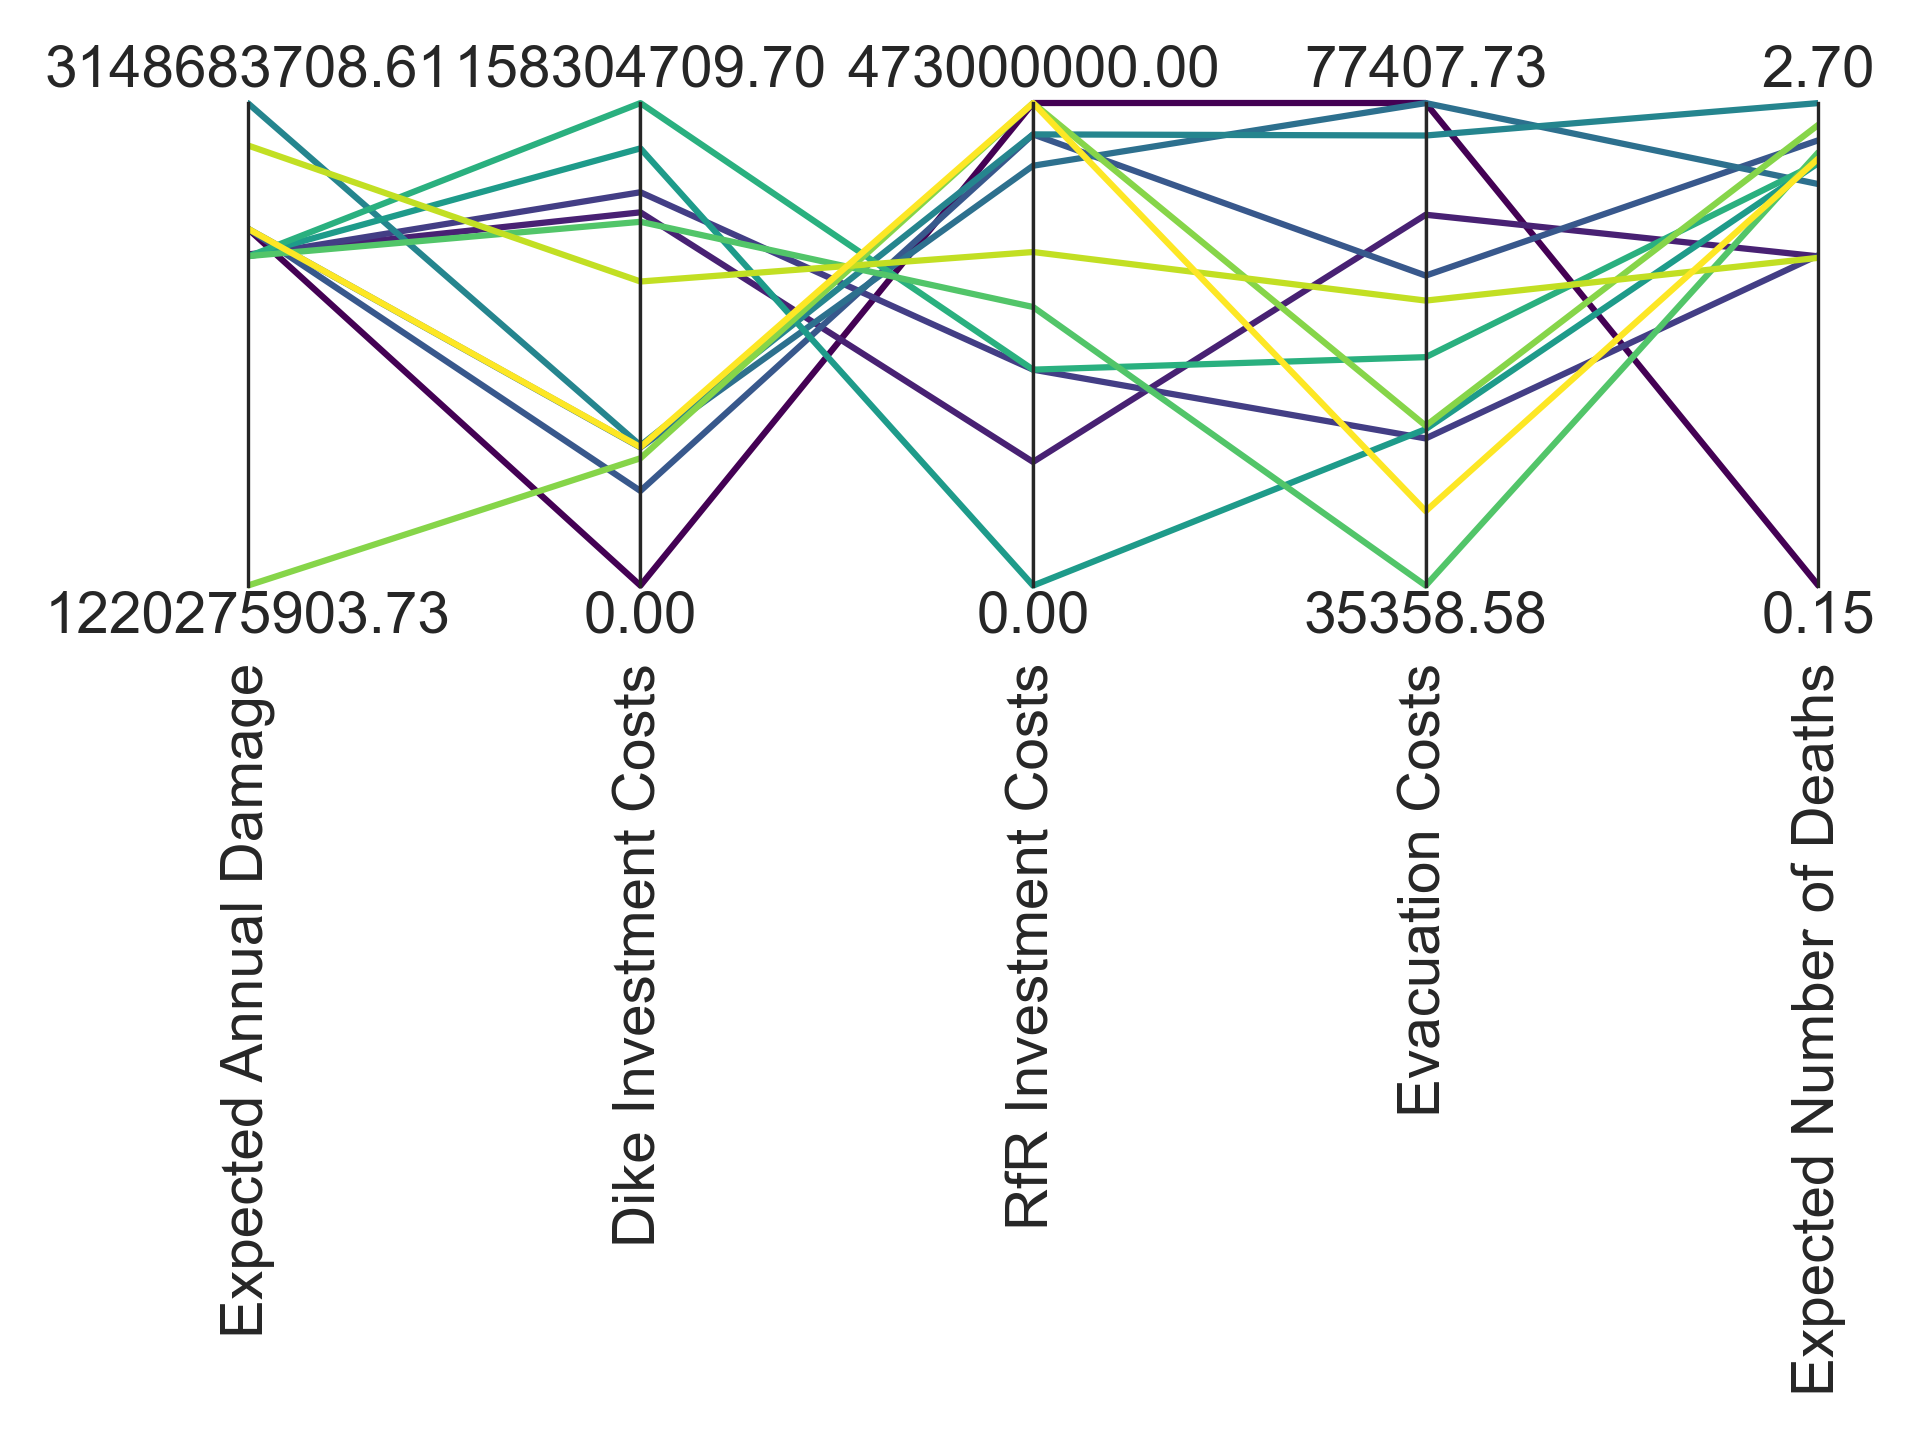 3148683708.61
158304709.70
473000000.00
77407.73
2.70
1220275903.73
0.00
0.00
35358.58
0.15
Expected Annual Damage
Dike Investment Costs
RfR Investment Costs
Evacuation Costs
Expected Number of Deaths